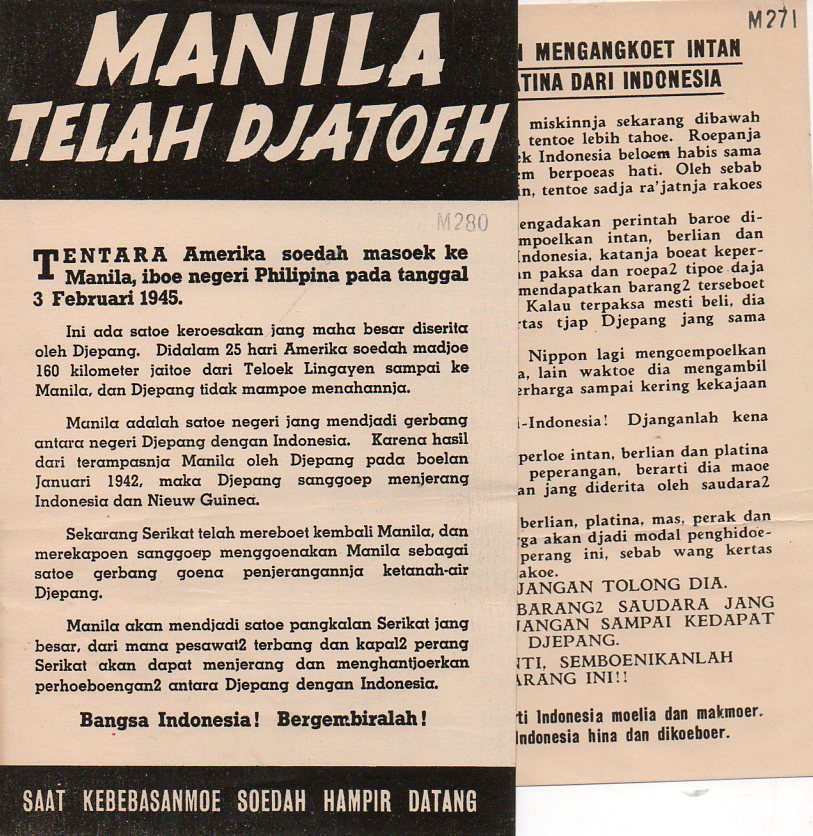 MANILA
TELAH DJATOEH
M280
TENTARA Amerika soedah masoek ke
Manila, iboe negeri Philipina pada tanggal
3 Februari 1945.
Ini ada satoe keroesakan jang maha besar diserita
oleh Djepang. Didalam 25 hari Amerika soedah madjoe
160 kilometer jaitoe dari Teloek Lingayen sampai ke
Manila, dan Djepang tidak mampoe menahannja.
Manila adalah satoe negeri jang mendjadi gerbang
antara negeri Djepang dengan Indonesia. Karena hasil
dari terampasnja Manila oleh Djepang pada boelan
Januari 1942, maka Djepang sanggoep menjerang
Indonesia dan Nieuw Guinea.
Sekarang Serikat telah mereboet kembali Manila, dan
merekapoen sanggoep menggoenakan Manila sebagai
satoe gerbang goena penjerangannja ketanah-air
Djepang.
Manila akan mendjadi satoe pangkalan Serikat jang
besar, dari mana pesawat2 terbang dan kapal2 perang
Serikat akan dapat menjerang dan menghantjoerkan
perhoeboengan2 antara Djepang dengan Indonesia.
Bangsa Indonesia! Bergembiralah!
SAAT KEBEBASANMOE SOEDAH HAMPIR DATANG
M271
N MENGANGKOET INTAN
ATINA DARI INDONESIA
miskinnja sekarang dibawah
tentoe lebih tahoe. Roepanja
ek Indonesia beloem habis sama
em berpoeas hati. Oleh sebab
in, tentoe sadja ra'jatnja rakoes
engadakan perintah baroe di-
mpoelkan intan, berlian dan
Indonesia, katanja boeat keper-
an paksa dan roepa2 tipoe daja
mendapatkan barang2 terseboet
Kalau terpaksa mesti beli, dia
rtas tjap Djepang jang sama
Nippon lagi mengoempoelkan
a, lain waktoe dia mengambil
erharga sampai kering kekajaan
i-Indonesia! Djanganlah kena
perloe intan, berlian dan platina
peperangan, berarti dia maoe
an jang diderita oleh saudara2
berlian, platina, mas, perak dan
ga akan djadi modal penghidoe-
perang ini, sebab wang kertas
akoe.
JANGAN TOLONG DIA.
BARANG2 SAUDARA JANG
JANGAN SAMPAI KEDAPAT
DJEPANG.
NTI, SEMBOENIKANLAH
ARANG INI!!
rti Indonesia moelia dan makmoer.
Indonesia hina dan dikoeboer.